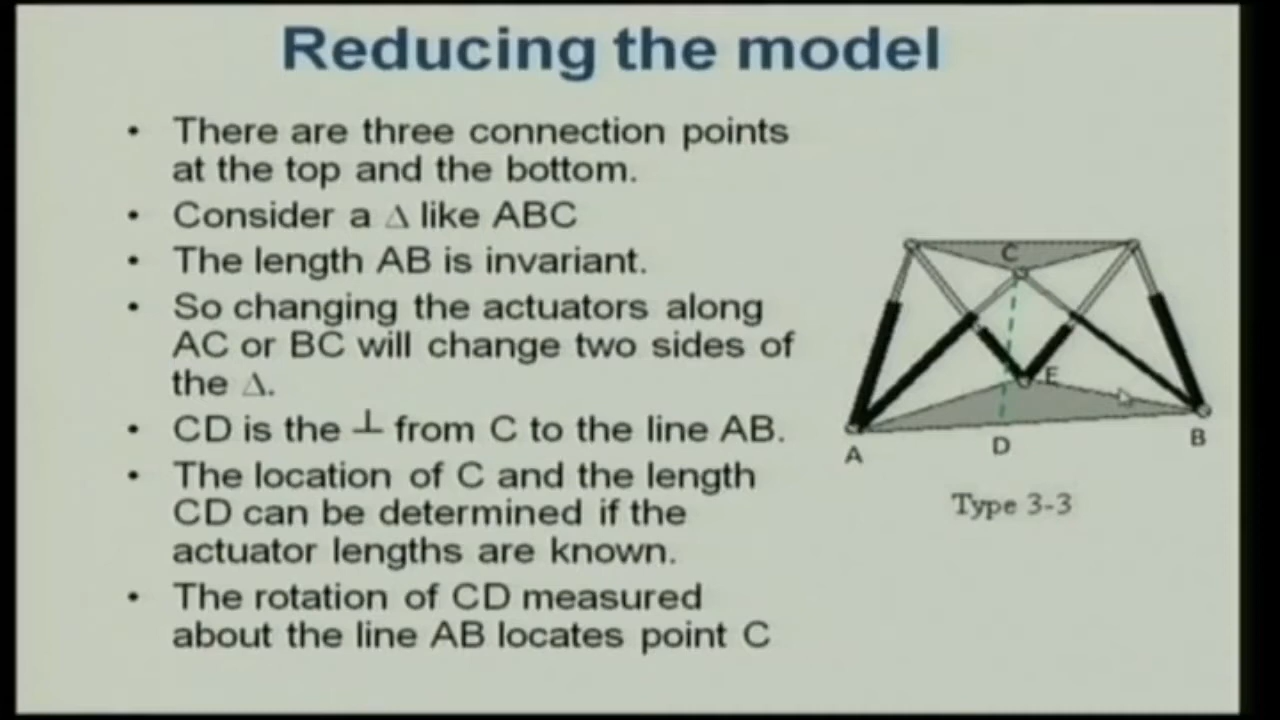 Reducing the model
• There are three connection points
at the top and the bottom.
• Consider a Δ like ABC
• The length AB is invariant.
• So changing the actuators along
AC or BC will change two sides of
the Δ.
• CD is the ⊥ from C to the line AB.
• The location of C and the length
CD can be determined if the
actuator lengths are known.
• The rotation of CD measured
about the line AB locates point C
C
E
A
D
B
Type 3-3